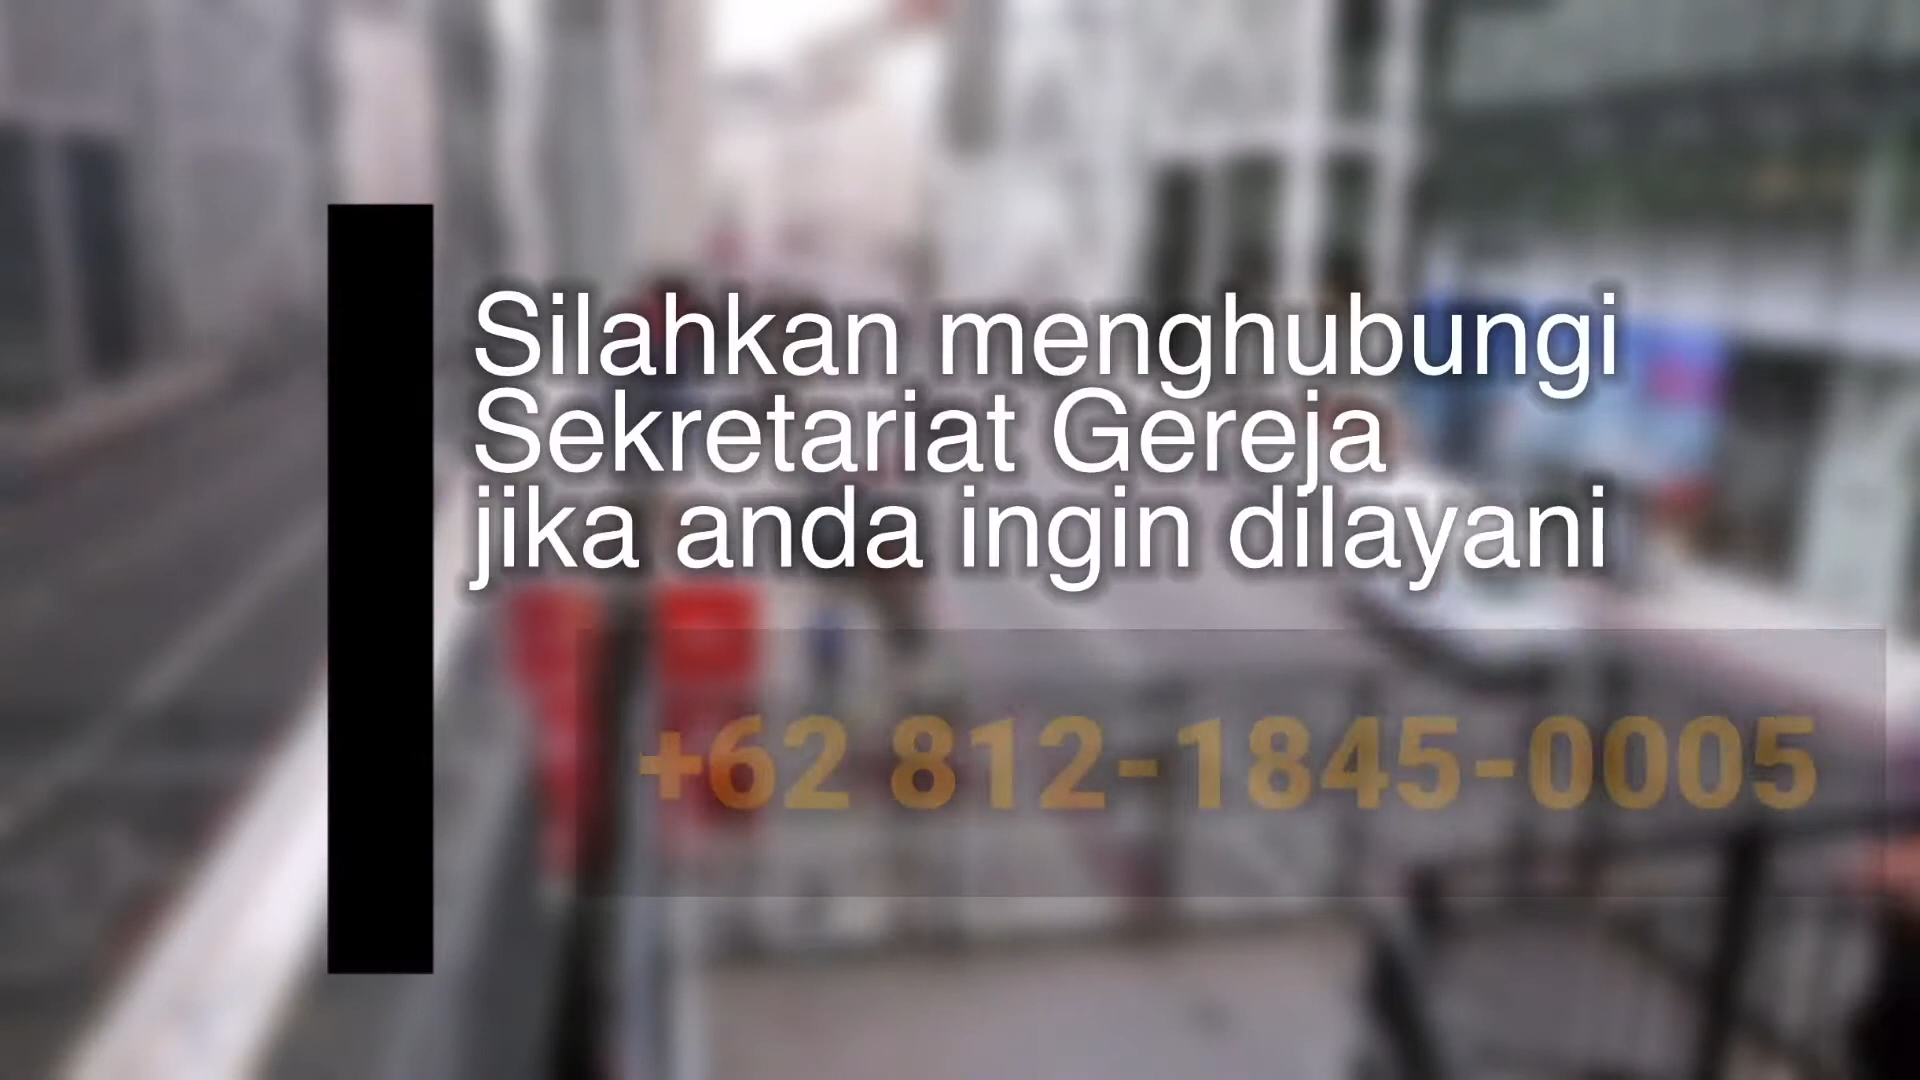 Silahkan menghubungi
Sekretariat Gereja
jika anda ingin dilayani
+62 812-1845-0005